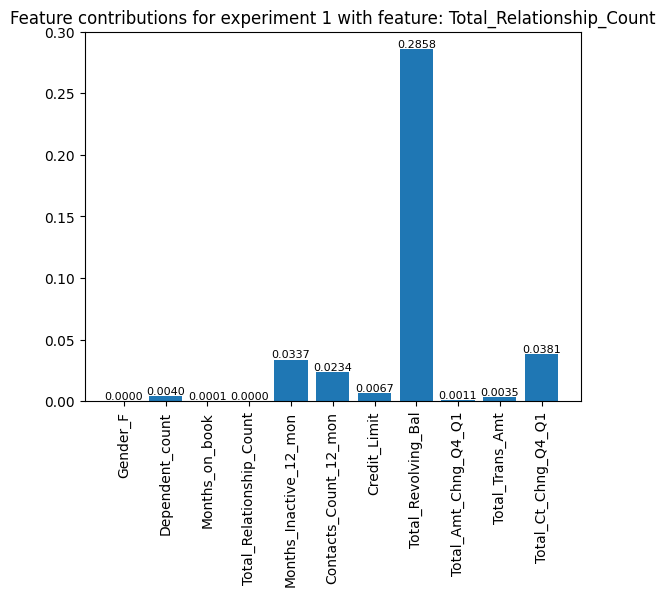 Feature contributions for experiment 1 with feature: Total_Relationship_Count
0.30
0.25
0.20
0.15
0.10
0.05
0.00
0.0000
0.0040
0.0001
0.0000
0.0337
0.0234
0.0067
0.2858
0.0011
0.0035
0.0381
Gender_F
Dependent_count
Months_on_book
Total_Relationship_Count
Months_Inactive_12_mon
Contacts_Count_12_mon
Credit_Limit
Total_Revolving_Bal
Total_Amt_Chng_Q4_Q1
Total_Trans_Amt
Total_Ct_Chng_Q4_Q1